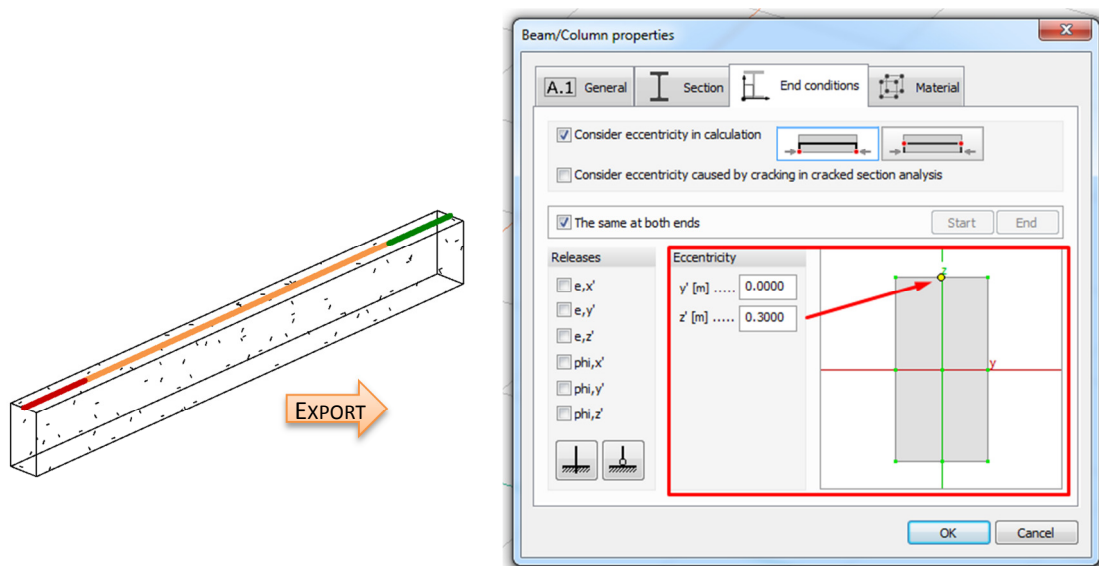 EXPORT
Beam/Column properties
A.1 General
Section
End conditions
Material
Consider eccentricity in calculation
Consider eccentricity caused by cracking in cracked section analysis
The same at both ends
Start
End
Releases
e,x'
e,y'
e,z'
phi,x'
phi,y'
phi,z'
Eccentricity
y' [m] ..... 0.0000
z' [m] ..... 0.3000
z
y
OK
Cancel